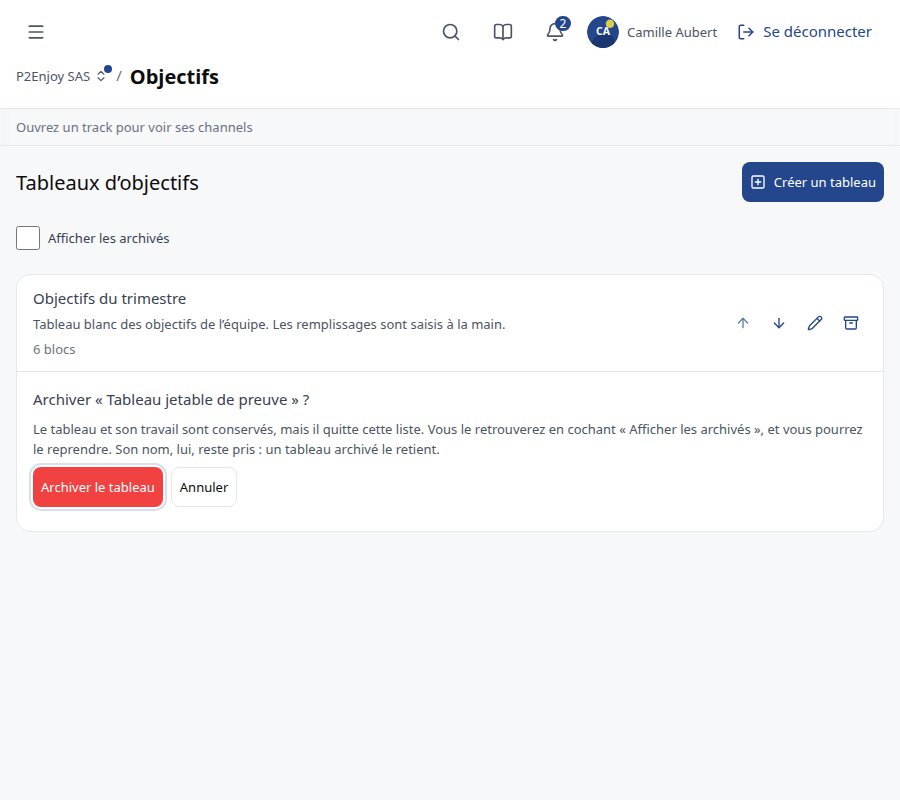 2
CA
Camille Aubert
Se déconnecter
P2Enjoy SAS / Objectifs
Ouvrez un track pour voir ses channels
Tableaux d’objectifs
Créer un tableau
Afficher les archivés
Objectifs du trimestre
Tableau blanc des objectifs de l’équipe. Les remplissages sont saisis à la main.
6 blocs
Archiver « Tableau jetable de preuve » ?
Le tableau et son travail sont conservés, mais il quitte cette liste. Vous le retrouverez en cochant « Afficher les archivés », et vous pourrez
le reprendre. Son nom, lui, reste pris : un tableau archivé le retient.
Archiver le tableau
Annuler